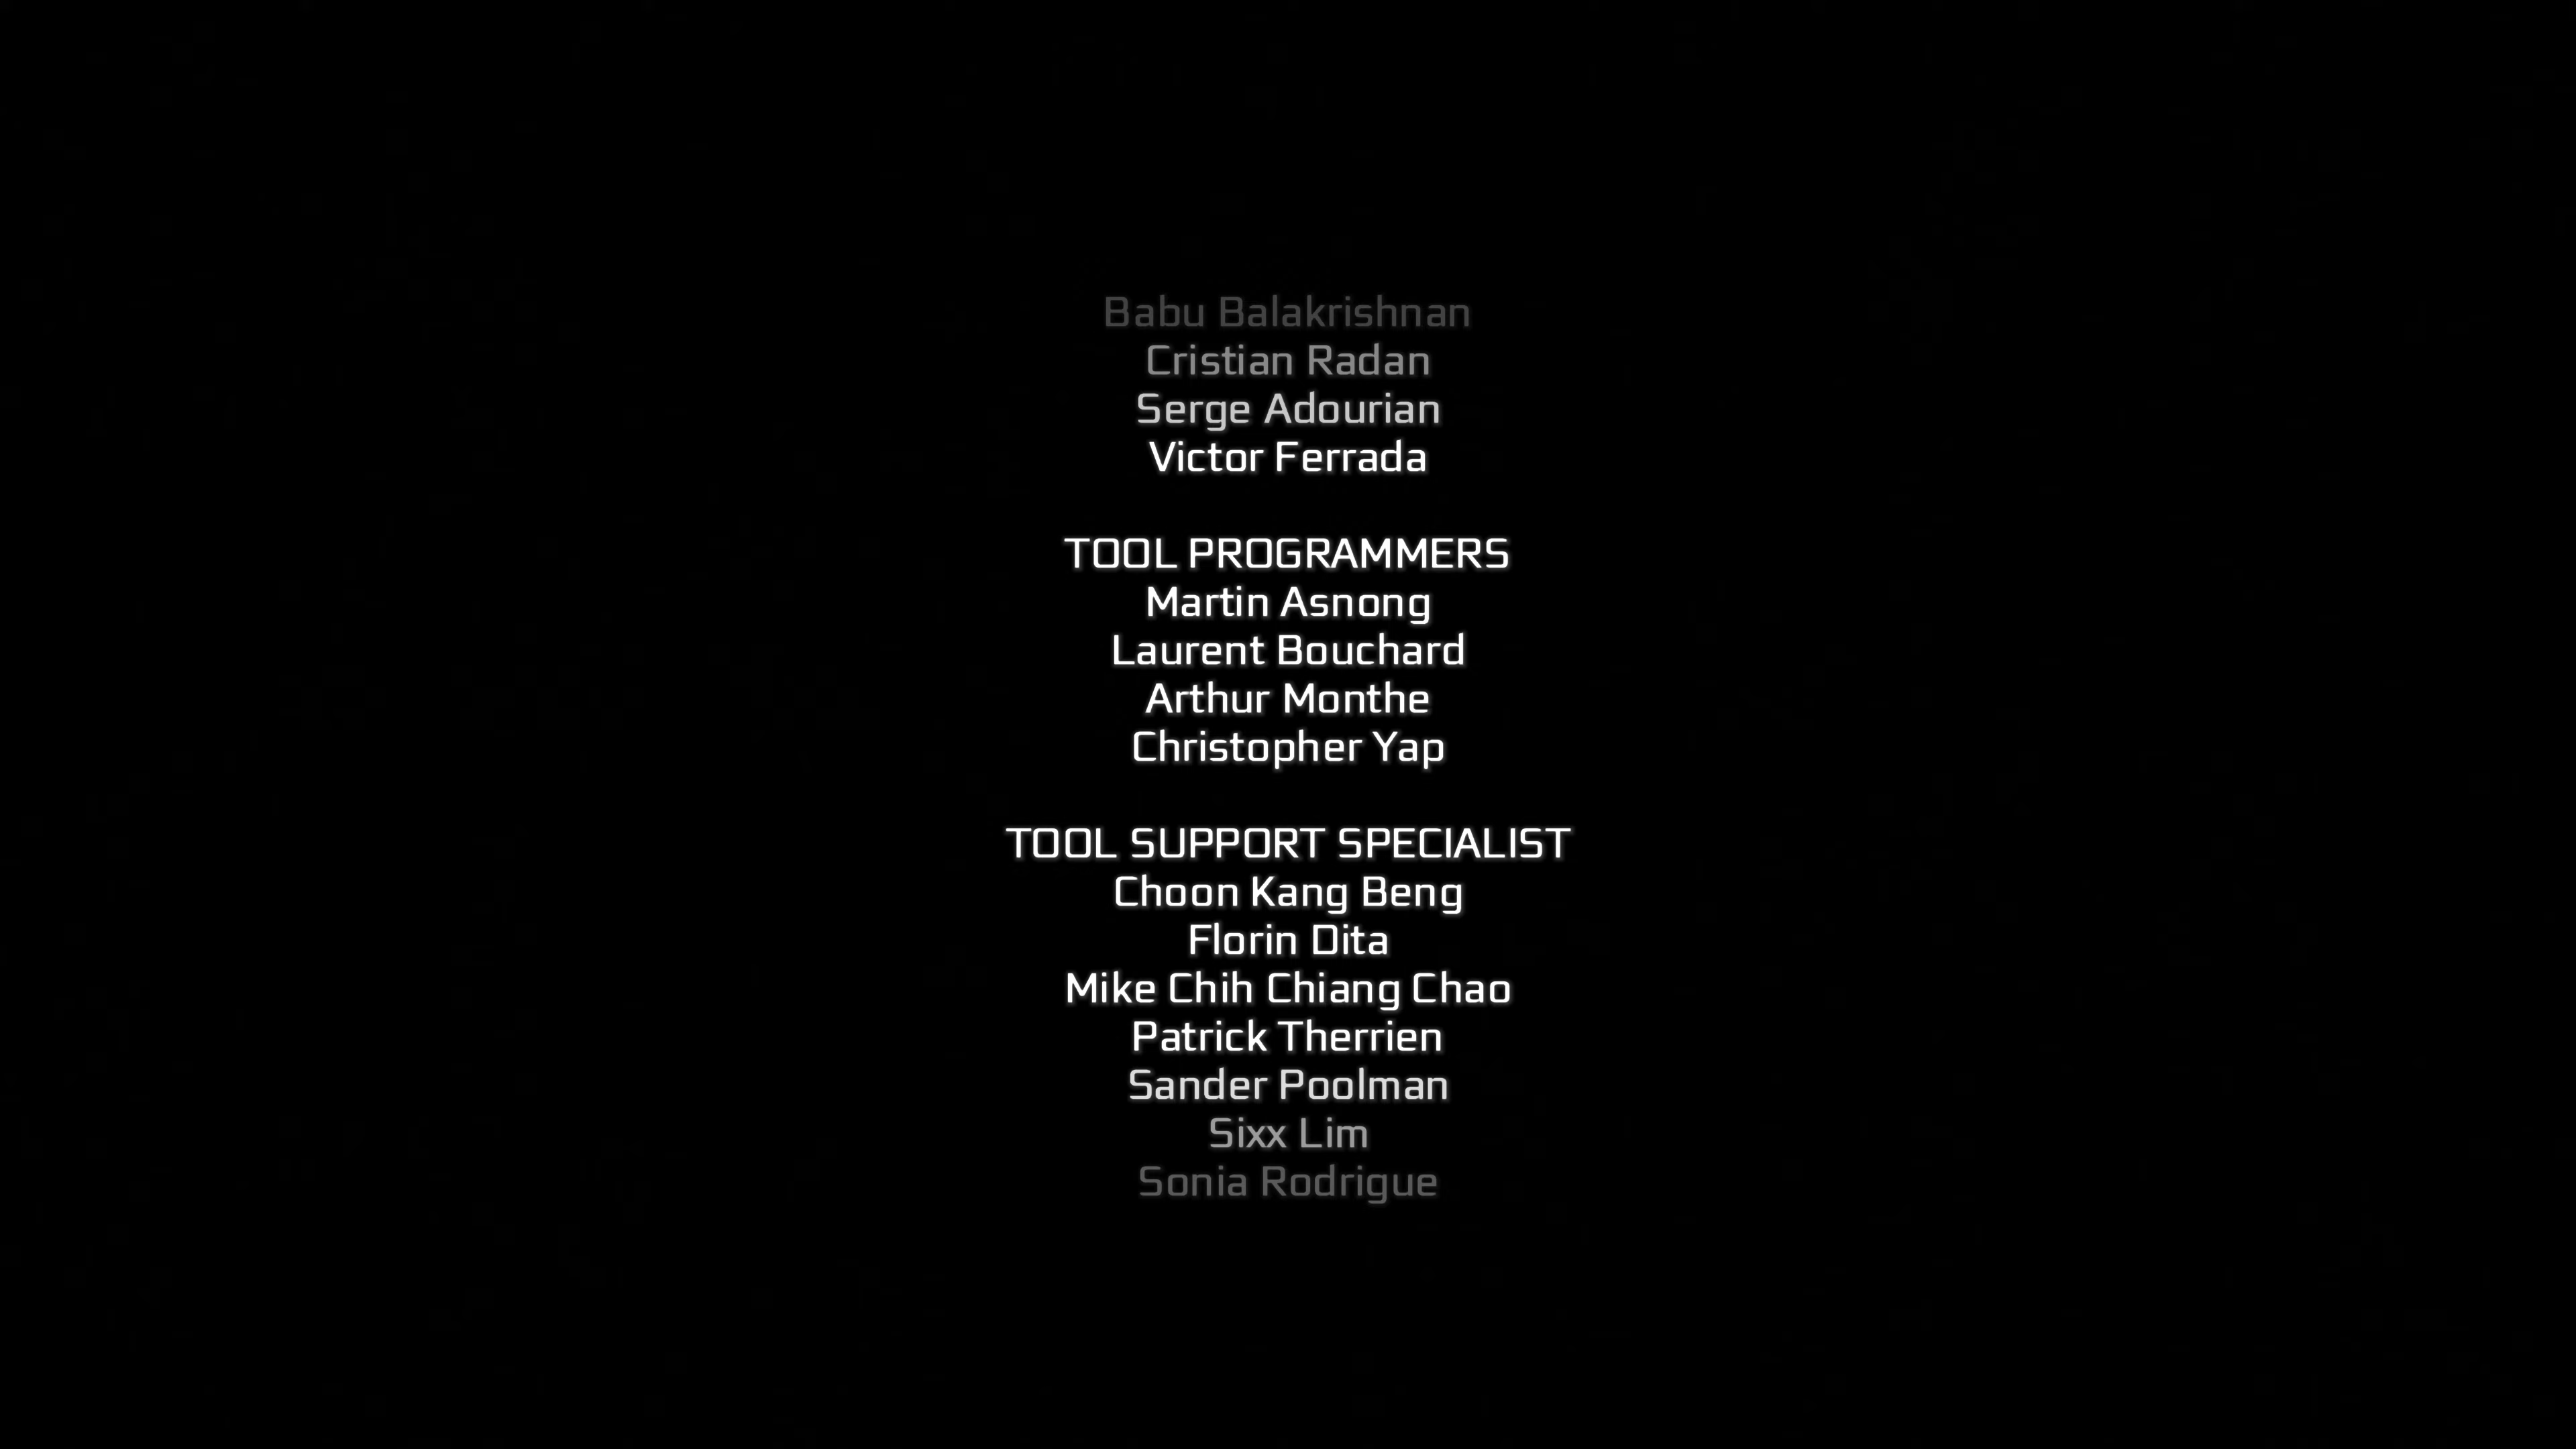 Babu Balakrishnan
Cristian Radan
Serge Adourian
Victor Ferrada
TOOL PROGRAMMERS
Martin Asnong
Laurent Bouchard
Arthur Monthe
Christopher Yap
TOOL SUPPORT SPECIALIST
Choon Kang Beng
Florin Dita
Mike Chih Chiang Chao
Patrick Therrien
Sander Poolman
Sixx Lim
Sonia Rodrigue